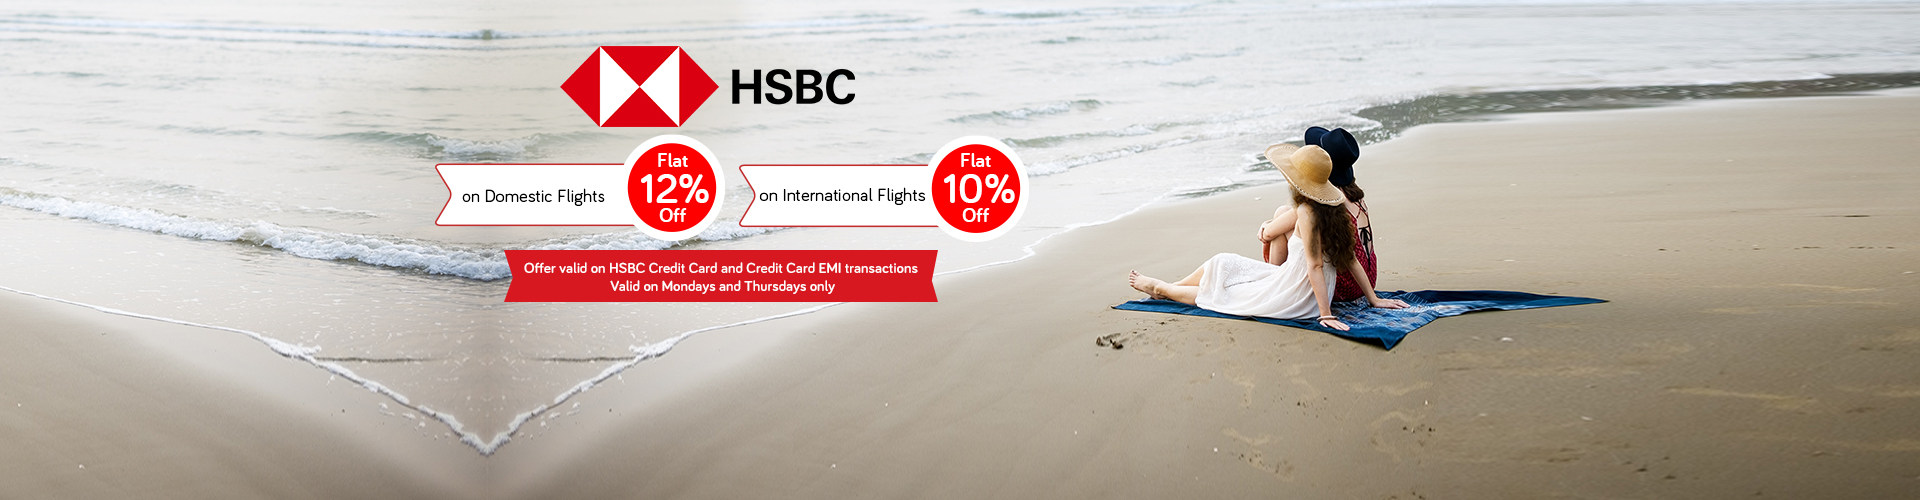 HSBC
on Domestic Flights
Flat
12%
Off
on International Flights
Flat
10%
Off
Offer valid on HSBC Credit Card and Credit Card EMI transactions
Valid on Mondays and Thursdays only